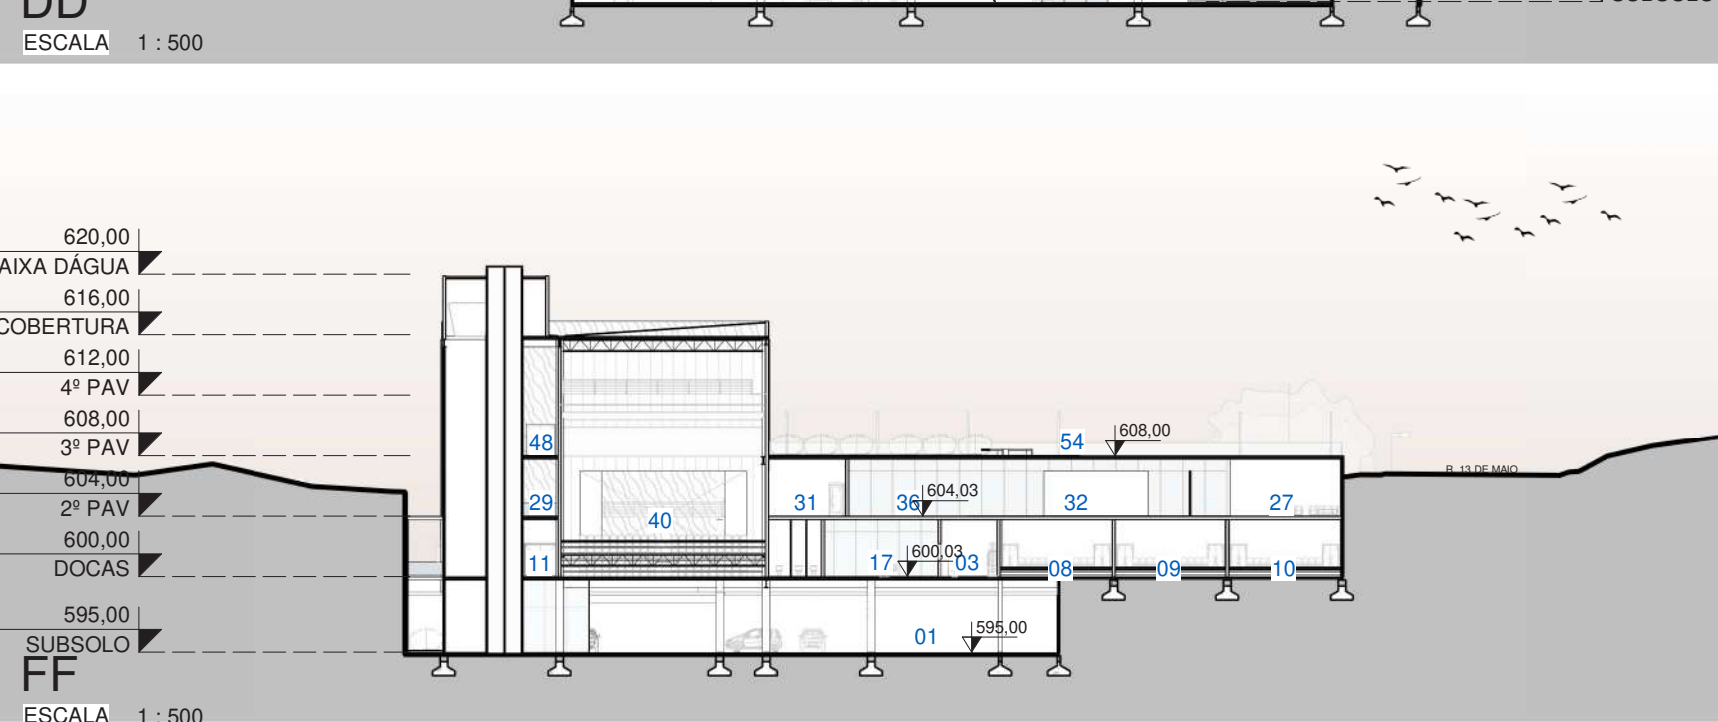 DD
ESCALA 1 : 500
620,00
AIXA DÁGUA
616,00
COBERTURA
612,00
4º PAV
608,00
3º PAV
604,00
2º PAV
600,00
DOCAS
595,00
SUBSOLO
48
54
608,00
R. 13 DE MAIO
29
40
31
36
604,03
32
27
11
17
600,03
03
08
09
10
01
595,00
FF
ESCALA 1 : 500